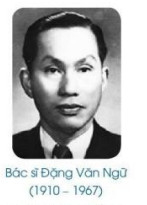 Bác sĩ Đặng Văn Ngữ
(1910 – 1967)